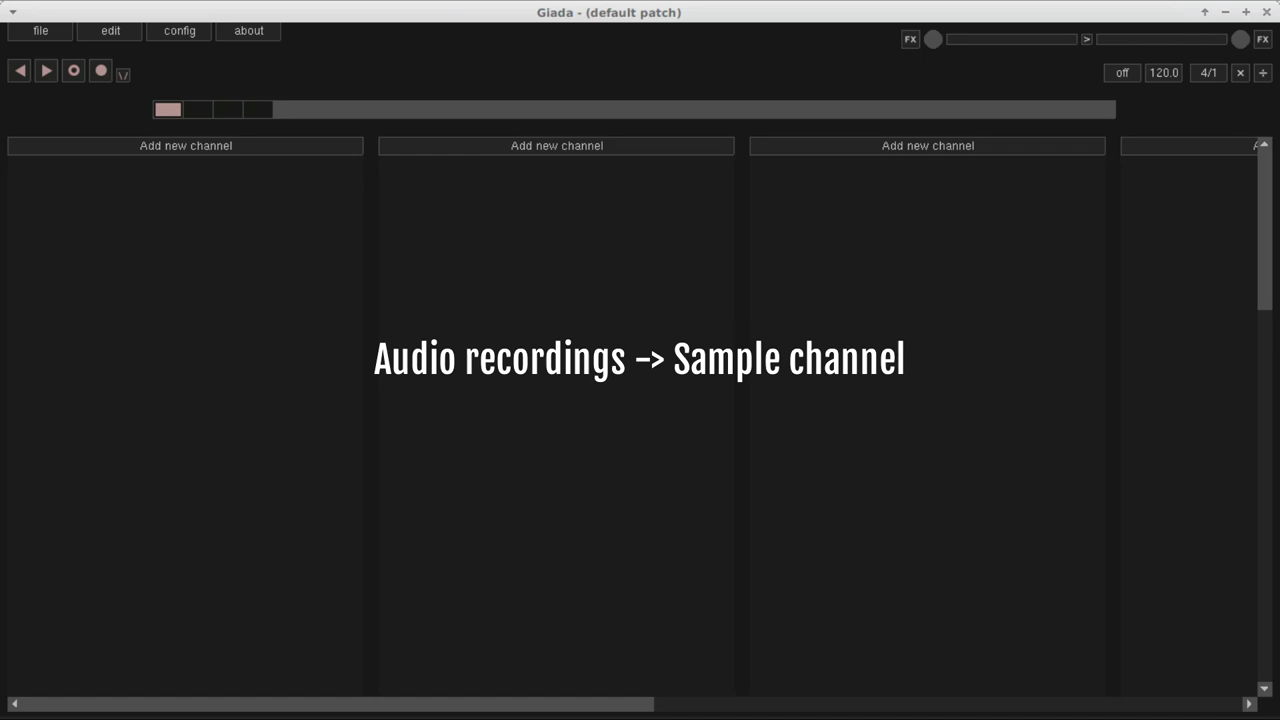 Giada - (default patch)
file edit config about
FX > FX
off 120.0 4/1 × ÷
Add new channel Add new channel Add new channel
Audio recordings -> Sample channel